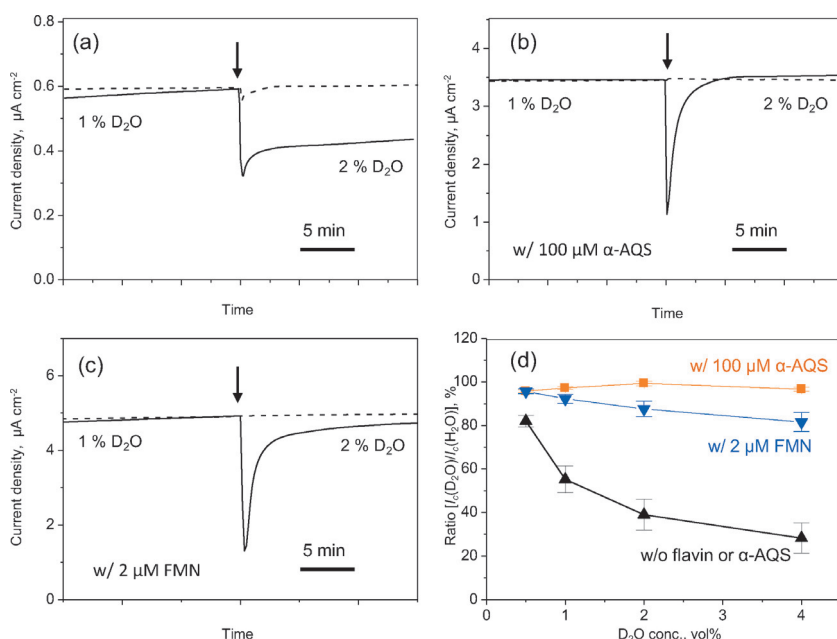 (a)
Current density, µA cm⁻²
0.8
0.6
0.4
0.2
0.0
1 % D₂O
2 % D₂O
5 min
Time
(b)
Current density, µA cm⁻²
4
3
2
1
0
1 % D₂O
2 % D₂O
5 min
w/ 100 µM α-AQS
Time
(c)
Current density, µA cm⁻²
6
4
2
0
1 % D₂O
2 % D₂O
5 min
w/ 2 µM FMN
Time
(d)
Ratio [I꜀(D₂O)/I꜀(H₂O)], %
120
100
80
60
40
20
0
w/ 100 µM α-AQS
w/ 2 µM FMN
w/o flavin or α-AQS
0 1 2 3 4
D₂O conc., vol%